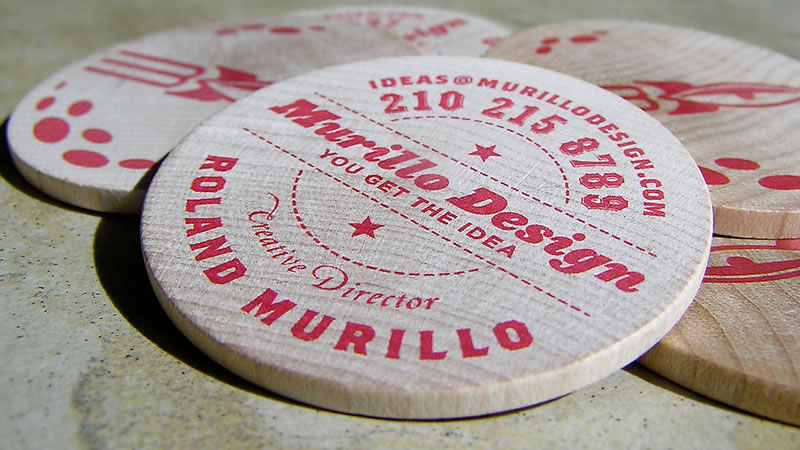 IDEAS@MURILLODESIGN.COM
210 215 8789
Murillo Design
YOU GET THE IDEA
Creative Director
ROLAND MURILLO